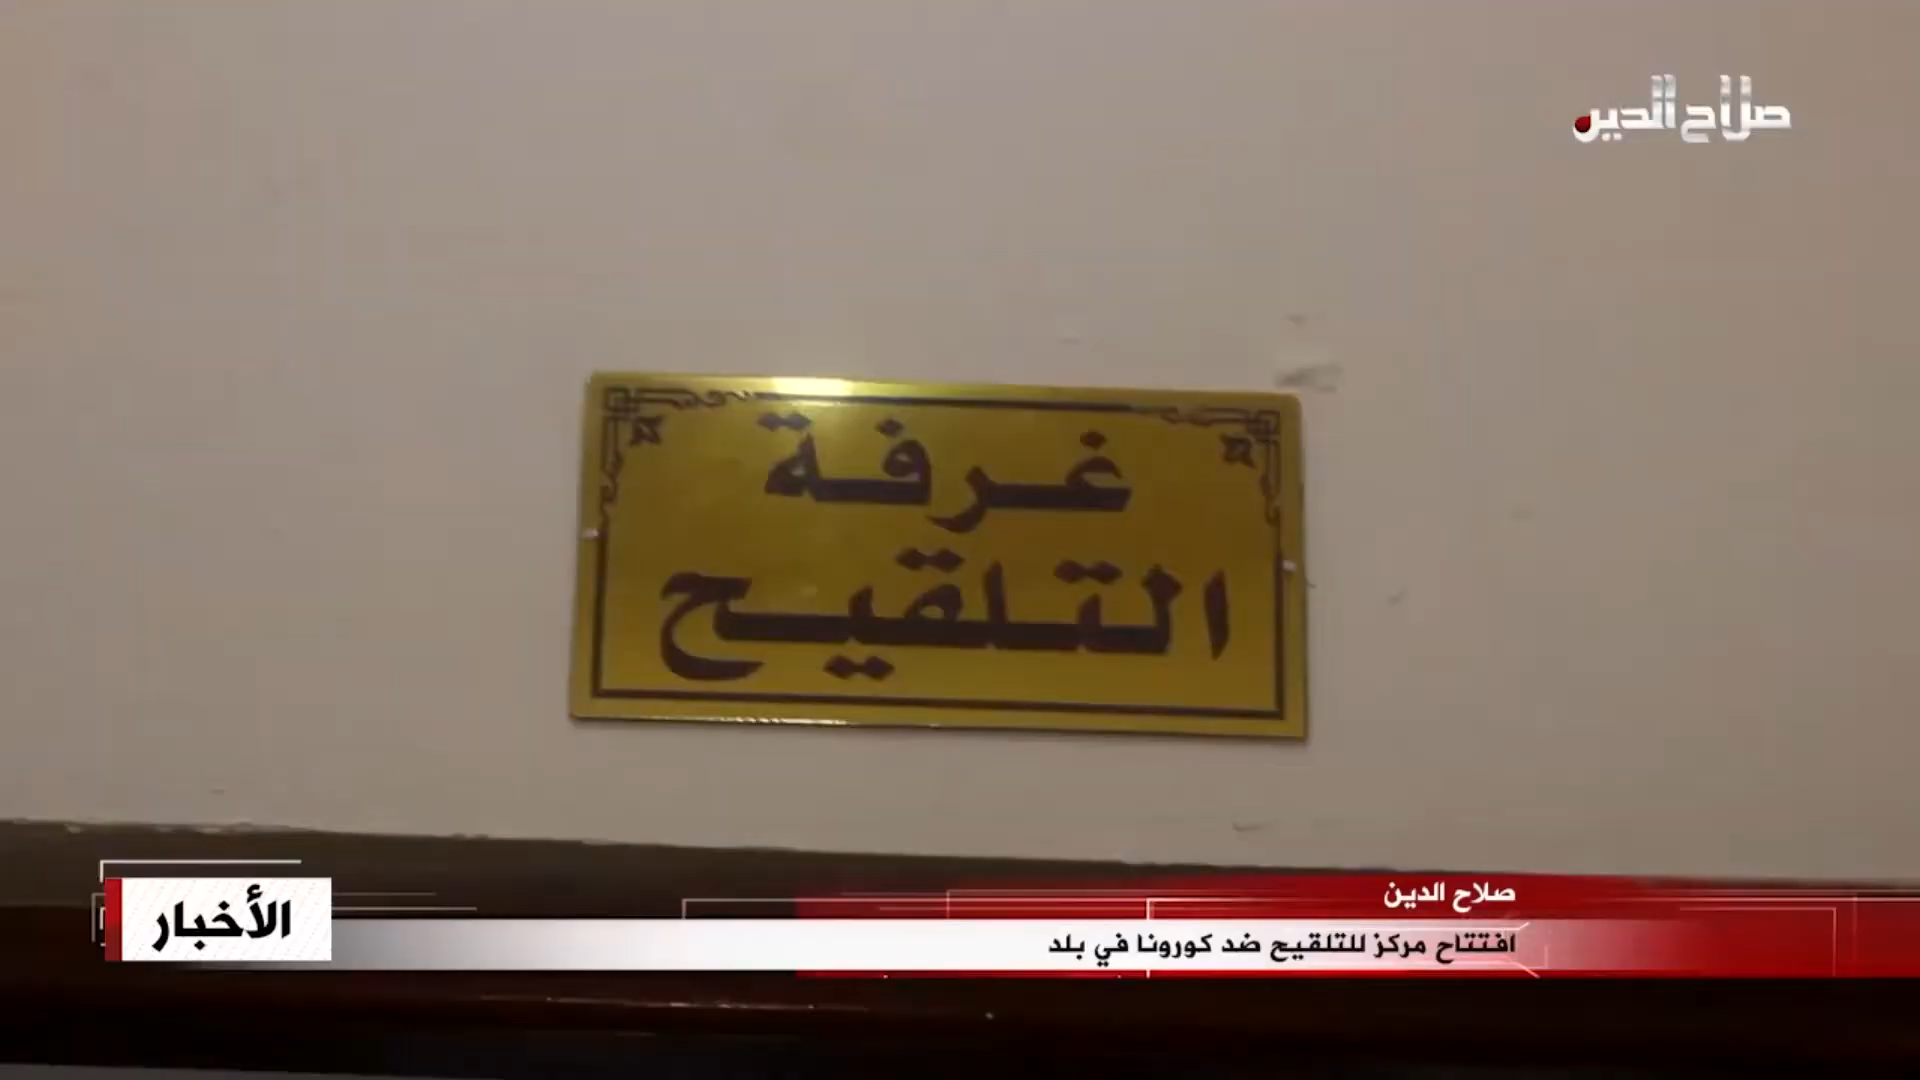 صلاح الدين
غرفة
التلقيح
صلاح الدين
افتتاح مركز للتلقيح ضد كورونا في بلد
الأخبار